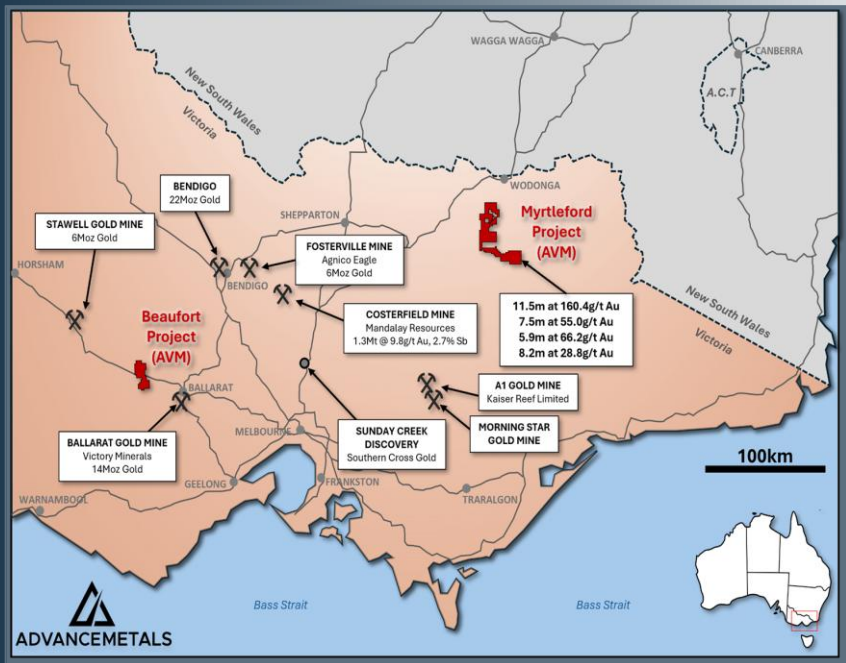 WAGGA WAGGA
CANBERRA
A.C.T
New South Wales
Victoria
WODONGA
BENDIGO
22Moz Gold
SHEPPARTON
Myrtleford
Project
(AVM)
STAWELL GOLD MINE
6Moz Gold
FOSTERVILLE MINE
Agnico Eagle
6Moz Gold
HORSHAM
BENDIGO
COSTERFIELD MINE
Mandalay Resources
1.3Mt @ 9.8g/t Au, 2.7% Sb
11.5m at 160.4g/t Au
7.5m at 55.0g/t Au
5.9m at 66.2g/t Au
8.2m at 28.8g/t Au
New South Wales
Victoria
Beaufort
Project
(AVM)
BALLARAT
A1 GOLD MINE
Kaiser Reef Limited
BALLARAT GOLD MINE
Victory Minerals
14Moz Gold
MELBOURNE
SUNDAY CREEK
DISCOVERY
Southern Cross Gold
MORNING STAR
GOLD MINE
100km
GEELONG
FRANKSTON
TRARALGON
WARNAMBOOL
Bass Strait
Bass Strait
ADVANCEMETALS